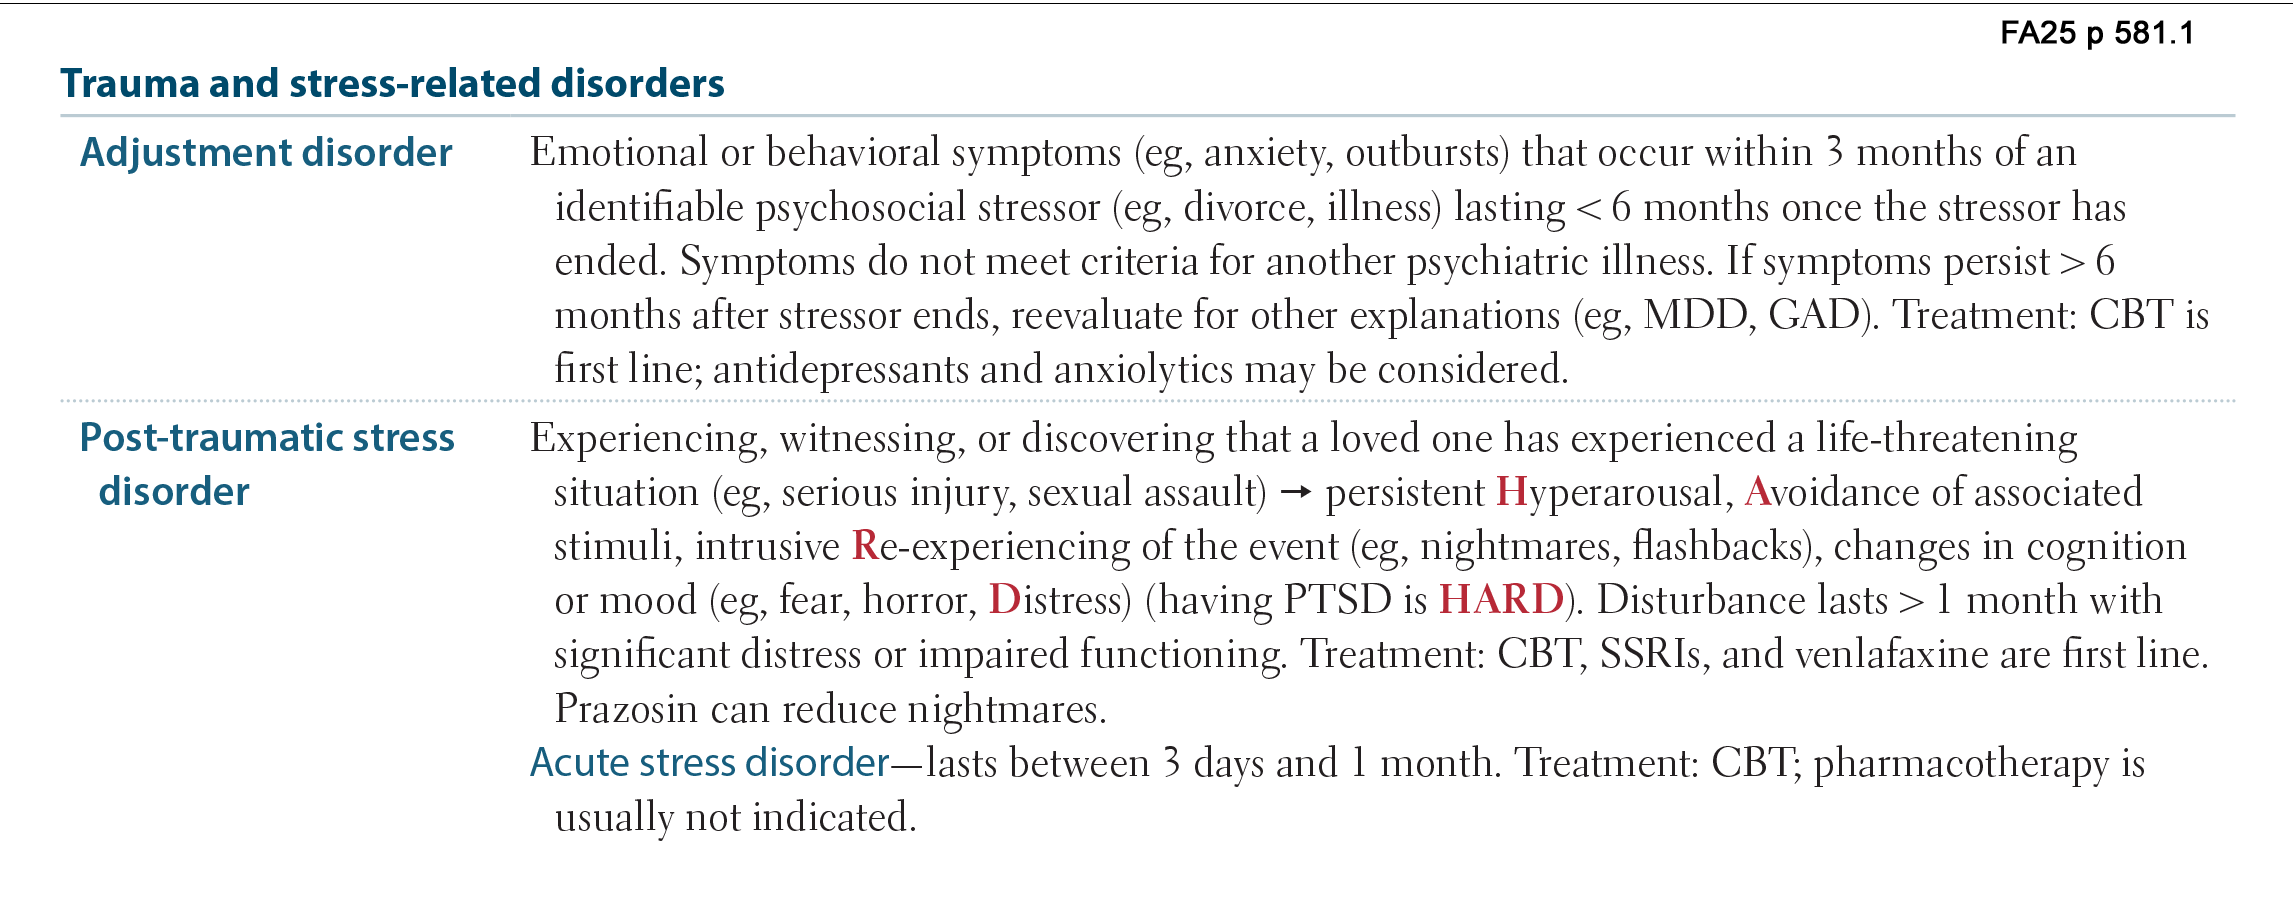 FA25 p 581.1
Trauma and stress-related disorders
Adjustment disorder
Emotional or behavioral symptoms (eg, anxiety, outbursts) that occur within 3 months of an
identifiable psychosocial stressor (eg, divorce, illness) lasting < 6 months once the stressor has
ended. Symptoms do not meet criteria for another psychiatric illness. If symptoms persist > 6
months after stressor ends, reevaluate for other explanations (eg, MDD, GAD). Treatment: CBT is
first line; antidepressants and anxiolytics may be considered.
Post-traumatic stress
disorder
Experiencing, witnessing, or discovering that a loved one has experienced a life-threatening
situation (eg, serious injury, sexual assault) → persistent Hyperarousal, Avoidance of associated
stimuli, intrusive Re-experiencing of the event (eg, nightmares, flashbacks), changes in cognition
or mood (eg, fear, horror, Distress) (having PTSD is HARD). Disturbance lasts > 1 month with
significant distress or impaired functioning. Treatment: CBT, SSRIs, and venlafaxine are first line.
Prazosin can reduce nightmares.
Acute stress disorder—lasts between 3 days and 1 month. Treatment: CBT; pharmacotherapy is
usually not indicated.